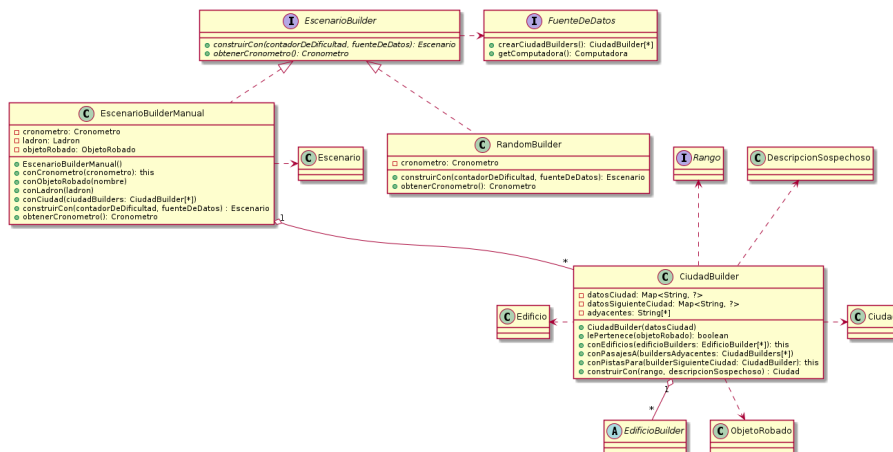 I EscenarioBuilder
construirCon(contadorDeDificultad, fuenteDeDatos): Escenario
obtenerCronometro(): Cronometro
I FuenteDeDatos
crearCiudadBuilders(): CiudadBuilder[*]
getComputadora(): Computadora
C EscenarioBuilderManual
cronometro: Cronometro
ladron: Ladron
objetoRobado: ObjetoRobado
EscenarioBuilderManual()
conCronometro(cronometro): this
conObjetoRobado(nombre)
conLadron(ladron)
conCiudad(ciudadBuilders: CiudadBuilder[*])
construirCon(contadorDeDificultad, fuenteDeDatos) : Escenario
obtenerCronometro(): Cronometro
C Escenario
C RandomBuilder
cronometro: Cronometro
construirCon(contadorDeDificultad, fuenteDeDatos): Escenario
obtenerCronometro(): Cronometro
I Rango
C DescripcionSospechoso
1
*
C CiudadBuilder
datosCiudad: Map<String, ?>
datosSiguienteCiudad: Map<String, ?>
adyacentes: String[*]
CiudadBuilder(datosCiudad)
lePertenece(objetoRobado): boolean
conEdificios(edificioBuilders: EdificioBuilder[*]): this
conPasajesA(buildersAdyacentes: CiudadBuilders[*])
conPistasPara(builderSiguienteCiudad: CiudadBuilder): this
construirCon(rango, descripcionSospechoso) : Ciudad
C Edificio
C Ciudad
1
*
A EdificioBuilder
C ObjetoRobado